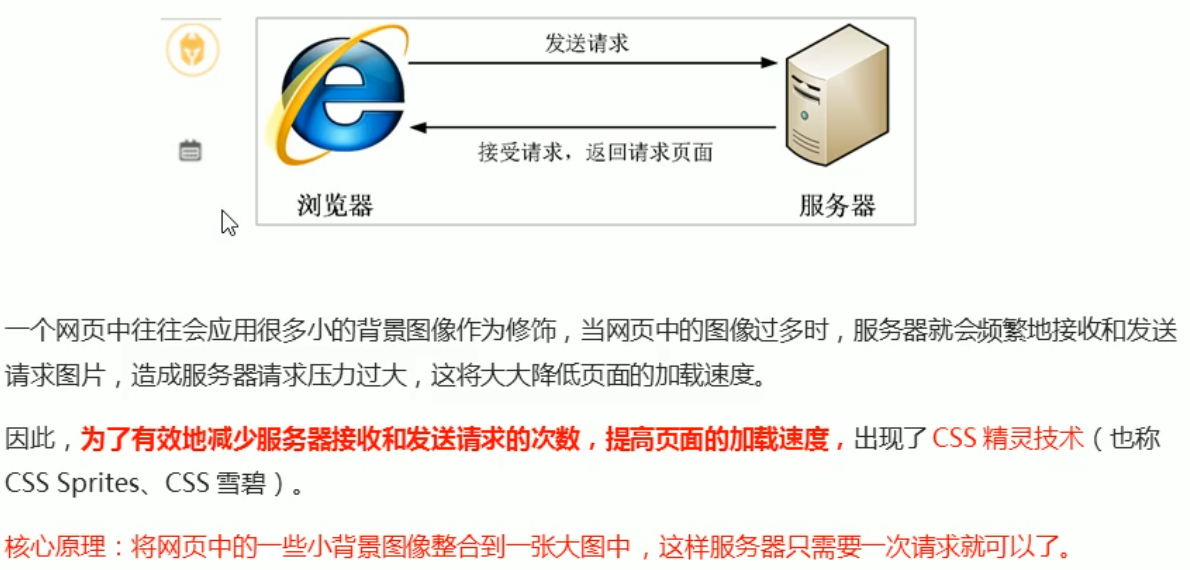 发送请求
接受请求，返回请求页面
浏览器
服务器
一个网页中往往会应用很多小的背景图像作为修饰，当网页中的图像过多时，服务器就会频繁地接收和发送
请求图片，造成服务器请求压力过大，这将大大降低页面的加载速度。
因此，为了有效地减少服务器接收和发送请求的次数，提高页面的加载速度，出现了 CSS 精灵技术（也称
CSS Sprites、CSS 雪碧）。
核心原理：将网页中的一些小背景图像整合到一张大图中 ，这样服务器只需要一次请求就可以了。